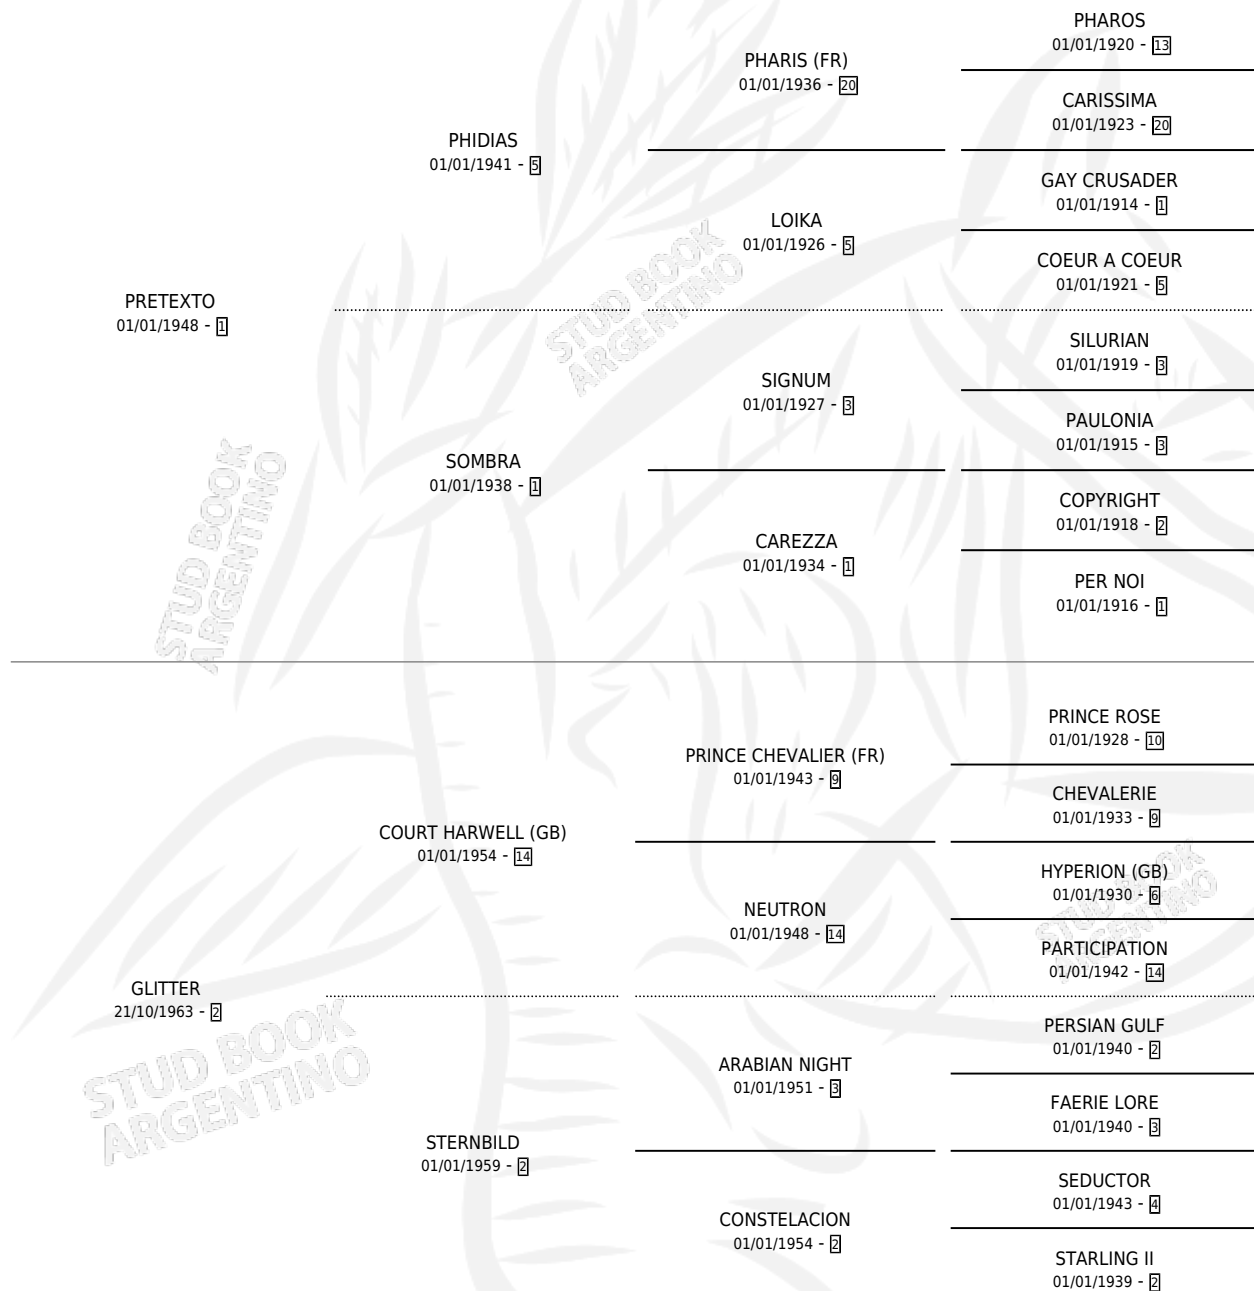 PHAROS
01/01/1920 - 13
PHARIS (FR)
01/01/1936 - 20
CARISSIMA
01/01/1923 - 20
PHIDIAS
01/01/1941 - 5
GAY CRUSADER
01/01/1914 - 1
LOIKA
01/01/1926 - 5
COEUR A COEUR
01/01/1921 - 5
PRETEXTO
01/01/1948 - 1
SILURIAN
01/01/1919 - 3
SIGNUM
01/01/1927 - 3
PAULONIA
01/01/1915 - 3
SOMBRA
01/01/1938 - 1
COPYRIGHT
01/01/1918 - 2
CAREZZA
01/01/1934 - 1
PER NOI
01/01/1916 - 1
PRINCE ROSE
01/01/1928 - 10
PRINCE CHEVALIER (FR)
01/01/1943 - 9
CHEVALERIE
01/01/1933 - 9
COURT HARWELL (GB)
01/01/1954 - 14
HYPERION (GB)
01/01/1930 - 6
NEUTRON
01/01/1948 - 14
PARTICIPATION
01/01/1942 - 14
GLITTER
21/10/1963 - 2
PERSIAN GULF
01/01/1940 - 2
ARABIAN NIGHT
01/01/1951 - 3
FAERIE LORE
01/01/1940 - 3
STERNBILD
01/01/1959 - 2
SEDUCTOR
01/01/1943 - 4
CONSTELACION
01/01/1954 - 2
STARLING II
01/01/1939 - 2
STUD BOOK
ARGENTINO
STUD BOOK
ARGENTINO
STUD BOOK
ARGENTINO
STUD BOOK
ARGENTINO